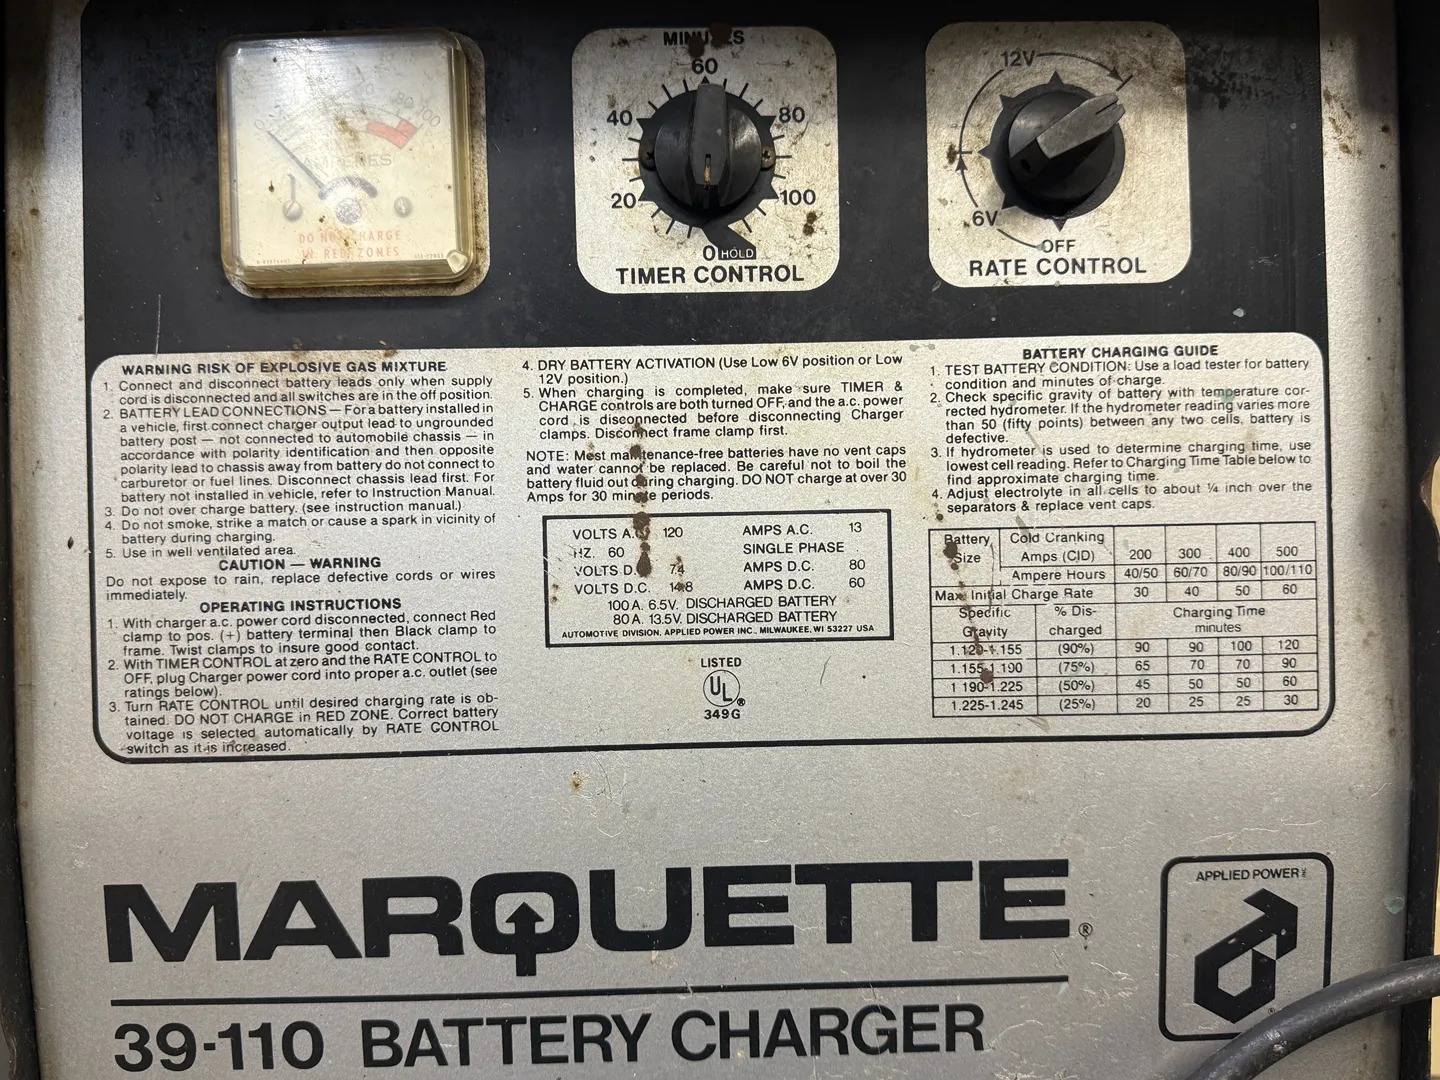 0
80
100
AMPERES
DO NOT CHARGE
IN RED ZONES
MINUTES
60
40
80
20
100
0 HOLD
TIMER CONTROL
12V
6V
OFF
RATE CONTROL
WARNING RISK OF EXPLOSIVE GAS MIXTURE
1. Connect and disconnect battery leads only when supply
cord is disconnected and all switches are in the off position.
2. BATTERY LEAD CONNECTIONS — For a battery installed in
a vehicle, first connect charger output lead to ungrounded
battery post — not connected to automobile chassis — in
accordance with polarity identification and then opposite
polarity lead to chassis away from battery do not connect to
carburetor or fuel lines. Disconnect chassis lead first. For
battery not installed in vehicle, refer to Instruction Manual.
3. Do not over charge battery. (see instruction manual.)
4. Do not smoke, strike a match or cause a spark in vicinity of
battery during charging.
5. Use in well ventilated area.
CAUTION — WARNING
Do not expose to rain, replace defective cords or wires
immediately.
OPERATING INSTRUCTIONS
1. With charger a.c. power cord disconnected, connect Red
clamp to pos. (+) battery terminal then Black clamp to
frame. Twist clamps to insure good contact.
2. With TIMER CONTROL at zero and the RATE CONTROL to
OFF, plug Charger power cord into proper a.c. outlet (see
ratings below).
3. Turn RATE CONTROL until desired charging rate is ob-
tained. DO NOT CHARGE in RED ZONE. Correct battery
voltage is selected automatically by RATE CONTROL
switch as it is increased.
4. DRY BATTERY ACTIVATION (Use Low 6V position or Low
12V position.)
5. When charging is completed, make sure TIMER &
CHARGE controls are both turned OFF, and the a.c. power
cord is disconnected before disconnecting Charger
clamps. Disconnect frame clamp first.
NOTE: Most maintenance-free batteries have no vent caps
and water cannot be replaced. Be careful not to boil the
battery fluid out during charging. DO NOT charge at over 30
Amps for 30 minute periods.
VOLTS A.C. 120 AMPS A.C. 13
HZ. 60 SINGLE PHASE
VOLTS D.C. 7.4 AMPS D.C. 80
VOLTS D.C. 14.8 AMPS D.C. 60
100 A. 6.5V. DISCHARGED BATTERY
80 A. 13.5V. DISCHARGED BATTERY
AUTOMOTIVE DIVISION, APPLIED POWER INC., MILWAUKEE, WI 53227 USA
LISTED
UL ®
349G
BATTERY CHARGING GUIDE
1. TEST BATTERY CONDITION: Use a load tester for battery
condition and minutes of charge.
2. Check specific gravity of battery with temperature cor-
rected hydrometer. If the hydrometer reading varies more
than 50 (fifty points) between any two cells, battery is
defective.
3. If hydrometer is used to determine charging time, use
lowest cell reading. Refer to Charging Time Table below to
find approximate charging time.
4. Adjust electrolyte in all cells to about ¼ inch over the
separators & replace vent caps.
Battery Size Cold Cranking Amps (CID) 200 300 400 500
Ampere Hours 40/50 60/70 80/90 100/110
Max. Initial Charge Rate 30 40 50 60
Specific Gravity % Dis-charged Charging Time minutes
1.120-1.155 (90%) 90 90 100 120
1.155-1.190 (75%) 65 70 70 90
1.190-1.225 (50%) 45 50 50 60
1.225-1.245 (25%) 20 25 25 30
MARQUETTE®
39-110 BATTERY CHARGER
APPLIED POWER